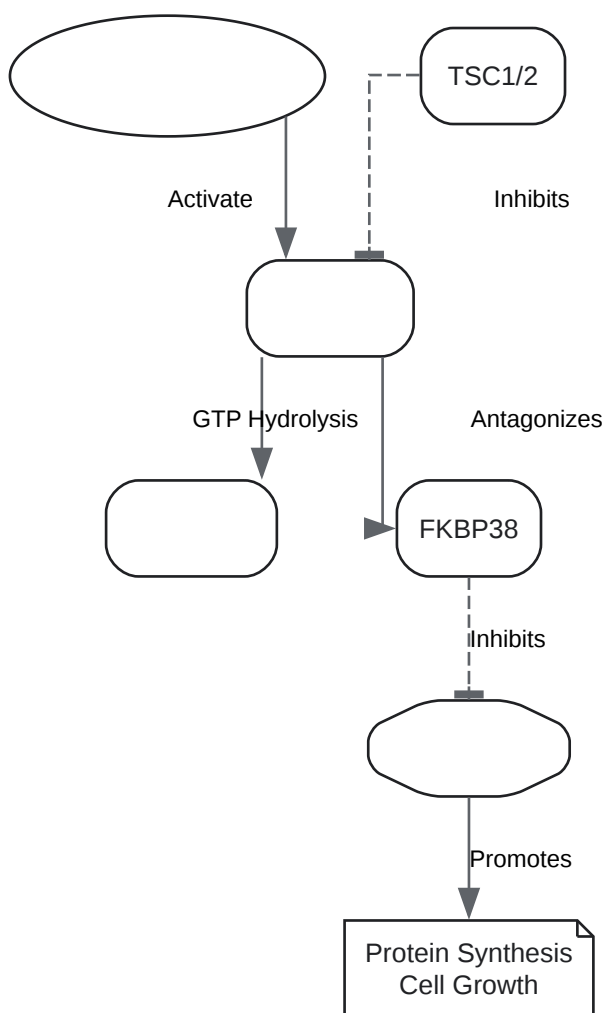 TSC1/2
Activate
Inhibits
GTP Hydrolysis
Antagonizes
FKBP38
Inhibits
Promotes
Protein Synthesis
Cell Growth